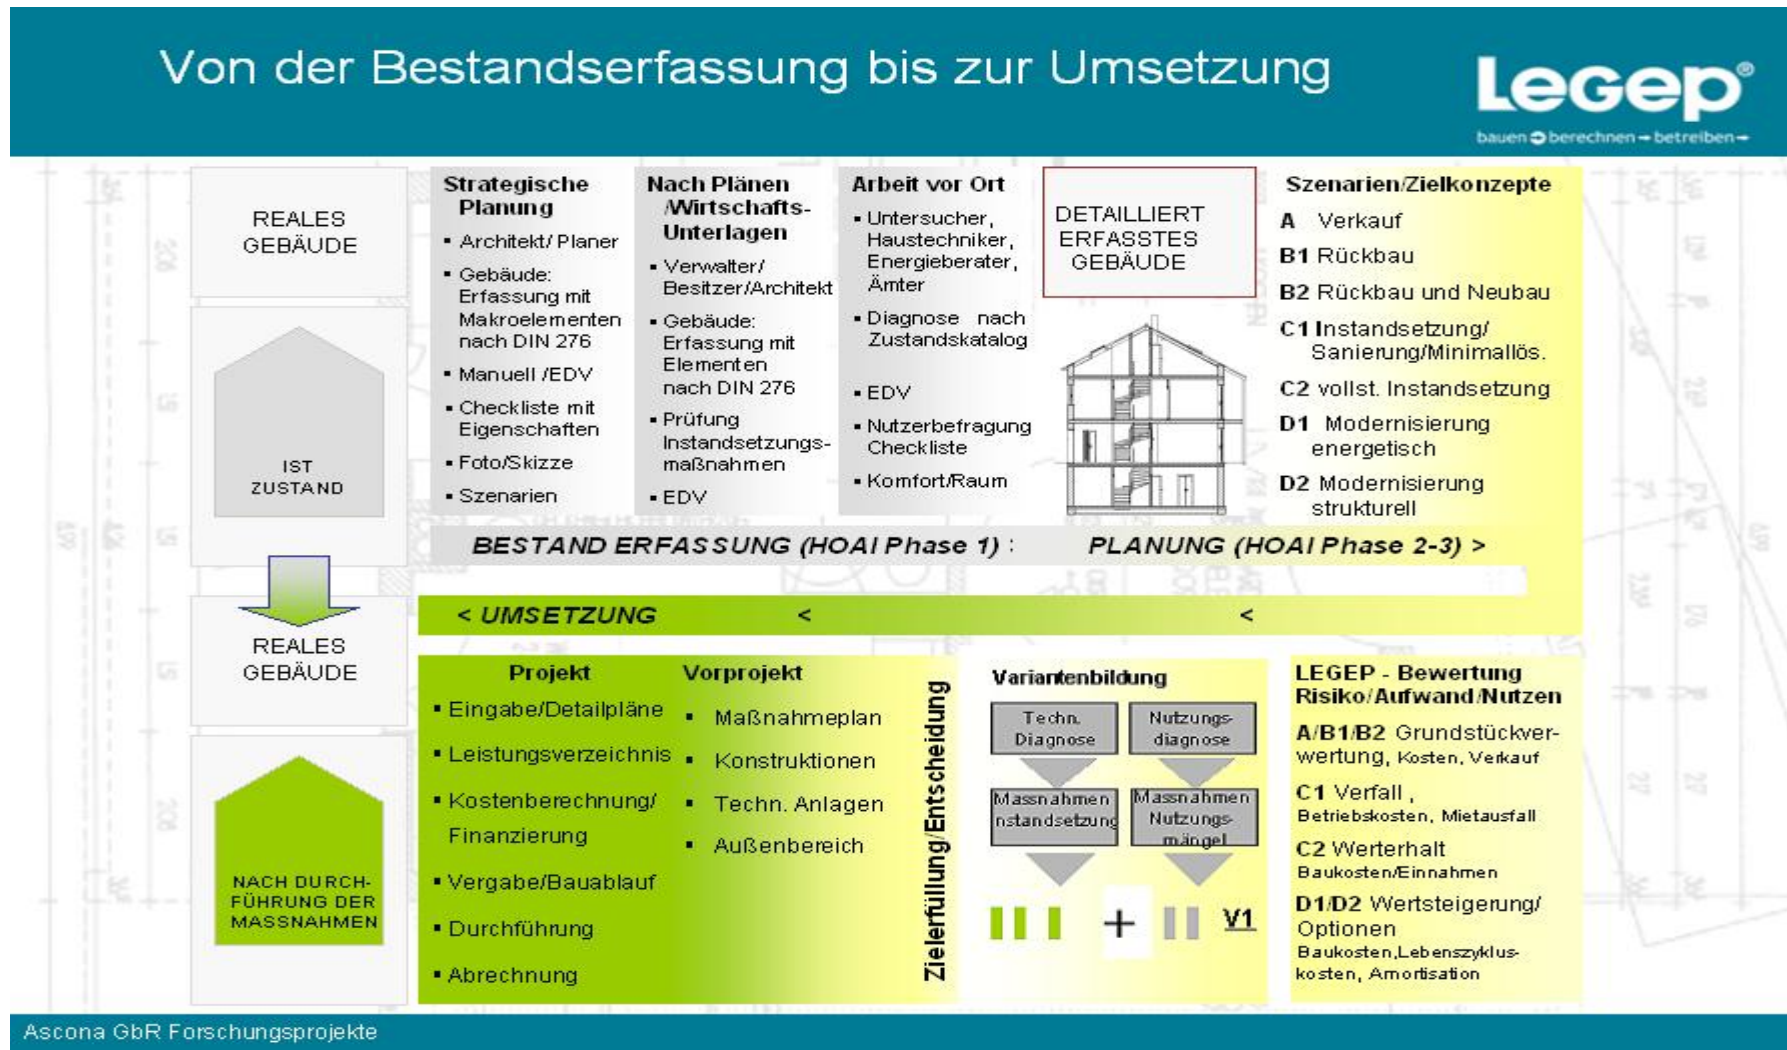 Von der Bestandserfassung bis zur Umsetzung
Legep®
bauen berechnen betreiben
REALES
GEBÄUDE
IST
ZUSTAND
Strategische
Planung
▪ Architekt/ Planer
▪ Gebäude:
Erfassung mit
Makroelementen
nach DIN 276
▪ Manuell /EDV
▪ Checkliste mit
Eigenschaften
▪ Foto/Skizze
▪ Szenarien
Nach Plänen
/Wirtschafts-
Unterlagen
▪ Verwalter/
Besitzer/Architekt
▪ Gebäude:
Erfassung mit
Elementen
nach DIN 276
▪ Prüfung
Instandsetzungs-
maßnahmen
▪ EDV
Arbeit vor Ort
▪ Untersucher,
Haustechniker,
Energieberater,
Ämter
▪ Diagnose nach
Zustandskatalog
▪ EDV
▪ Nutzerbefragung
Checkliste
▪ Komfort/Raum
DETAILLIERT
ERFASSTES
GEBÄUDE
Szenarien/Zielkonzepte
A Verkauf
B1 Rückbau
B2 Rückbau und Neubau
C1 Instandsetzung/
Sanierung/Minimallös.
C2 vollst. Instandsetzung
D1 Modernisierung
energetisch
D2 Modernisierung
strukturell
BESTAND ERFASSUNG (HOAI Phase 1) : PLANUNG (HOAI Phase 2-3) >
< UMSETZUNG < <
REALES
GEBÄUDE
NACH DURCH-
FÜHRUNG DER
MASSNAHMEN
Projekt
▪ Eingabe/Detailpläne
▪ Leistungsverzeichnis
▪ Kostenberechnung/
Finanzierung
▪ Vergabe/Bauablauf
▪ Durchführung
▪ Abrechnung
Vorprojekt
▪ Maßnahmeplan
▪ Konstruktionen
▪ Techn. Anlagen
▪ Außenbereich
Zielerfüllung/Entscheidung
Variantenbildung
Techn.
Diagnose
Nutzungs-
diagnose
Massnahmen
nstandsetzung
Massnahmen
Nutzungs-
mängel
+ V1
LEGEP - Bewertung
Risiko/Aufwand/Nutzen
A/B1/B2 Grundstückver-
wertung, Kosten, Verkauf
C1 Verfall ,
Betriebskosten, Mietausfall
C2 Werterhalt
Baukosten/Einnahmen
D1/D2 Wertsteigerung/
Optionen
Baukosten,Lebenszyklus-
kosten, Amortisation
Ascona GbR Forschungsprojekte